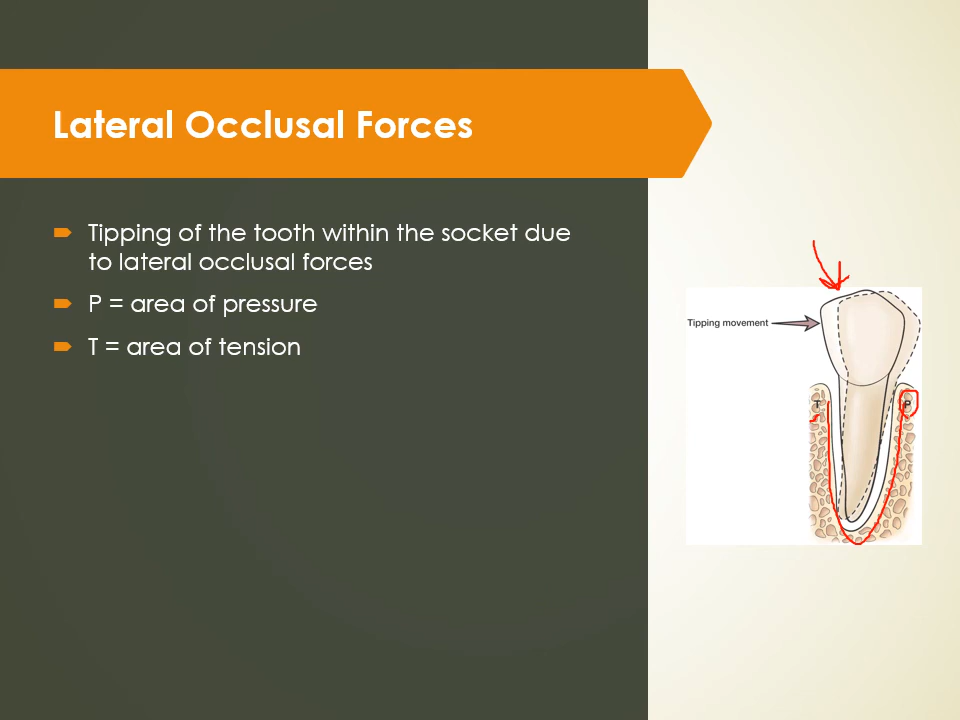 Lateral Occlusal Forces
Tipping of the tooth within the socket due
to lateral occlusal forces
P = area of pressure
T = area of tension
Tipping movement
T
P